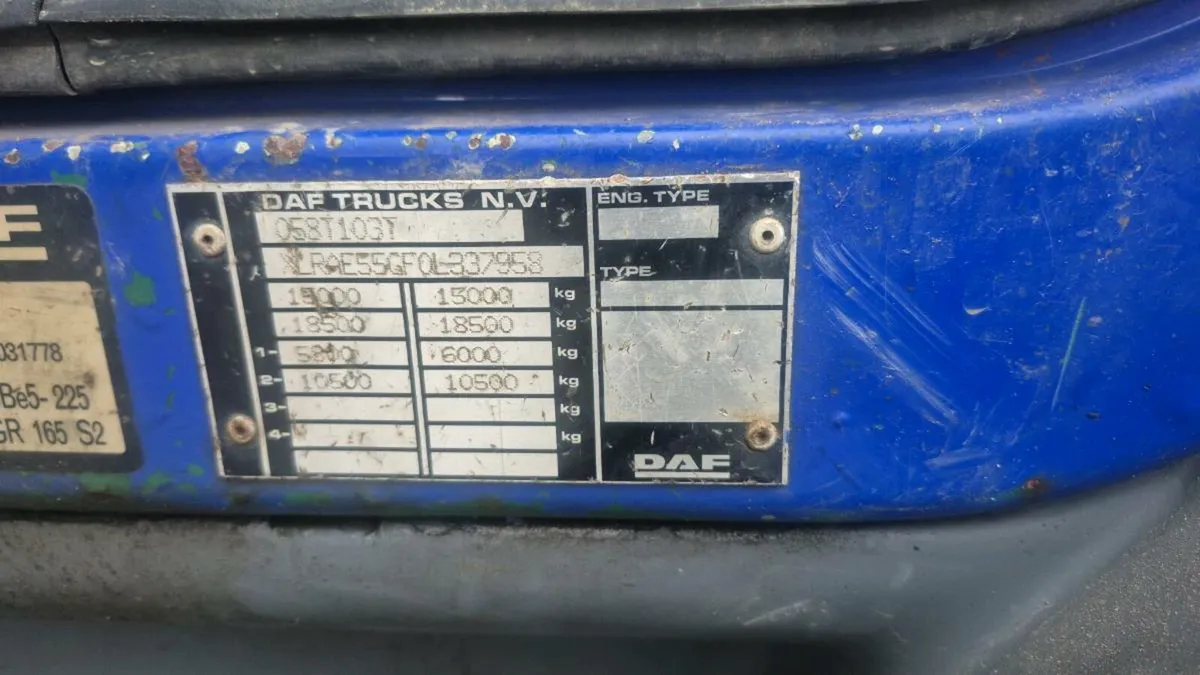 F
031778
Be5-225
GR 165 S2
DAF TRUCKS N.V.
058T103T
XLRAE55GF0L337958
15000 15000 kg
18500 18500 kg
1- 5800 6000 kg
2- 10500 10500 kg
3- kg
4- kg
ENG. TYPE
TYPE
DAF